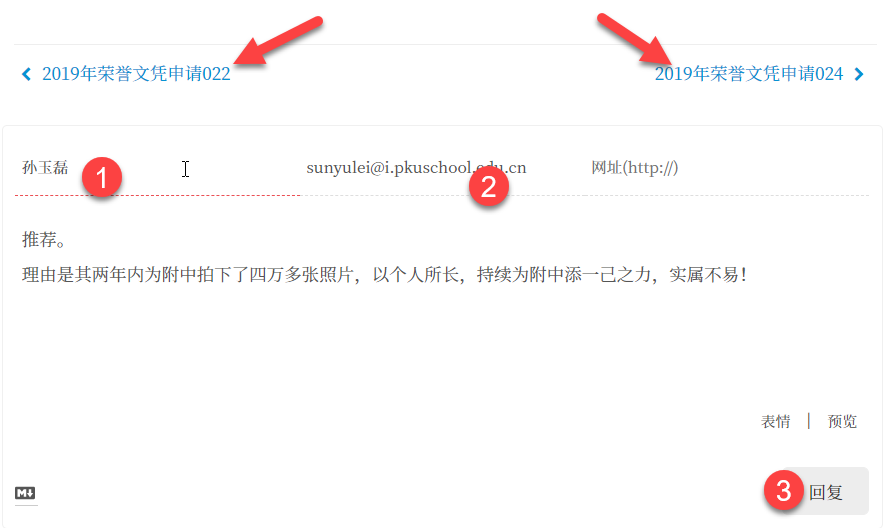 2019年荣誉文凭申请022
2019年荣誉文凭申请024
孙玉磊
1
sunyulei@i.pkuschool.edu.cn
2
网址(http://)
推荐。
理由是其两年内为附中拍下了四万多张照片，以个人所长，持续为附中添一己之力，实属不易！
表情 | 预览
M↓
3
回复